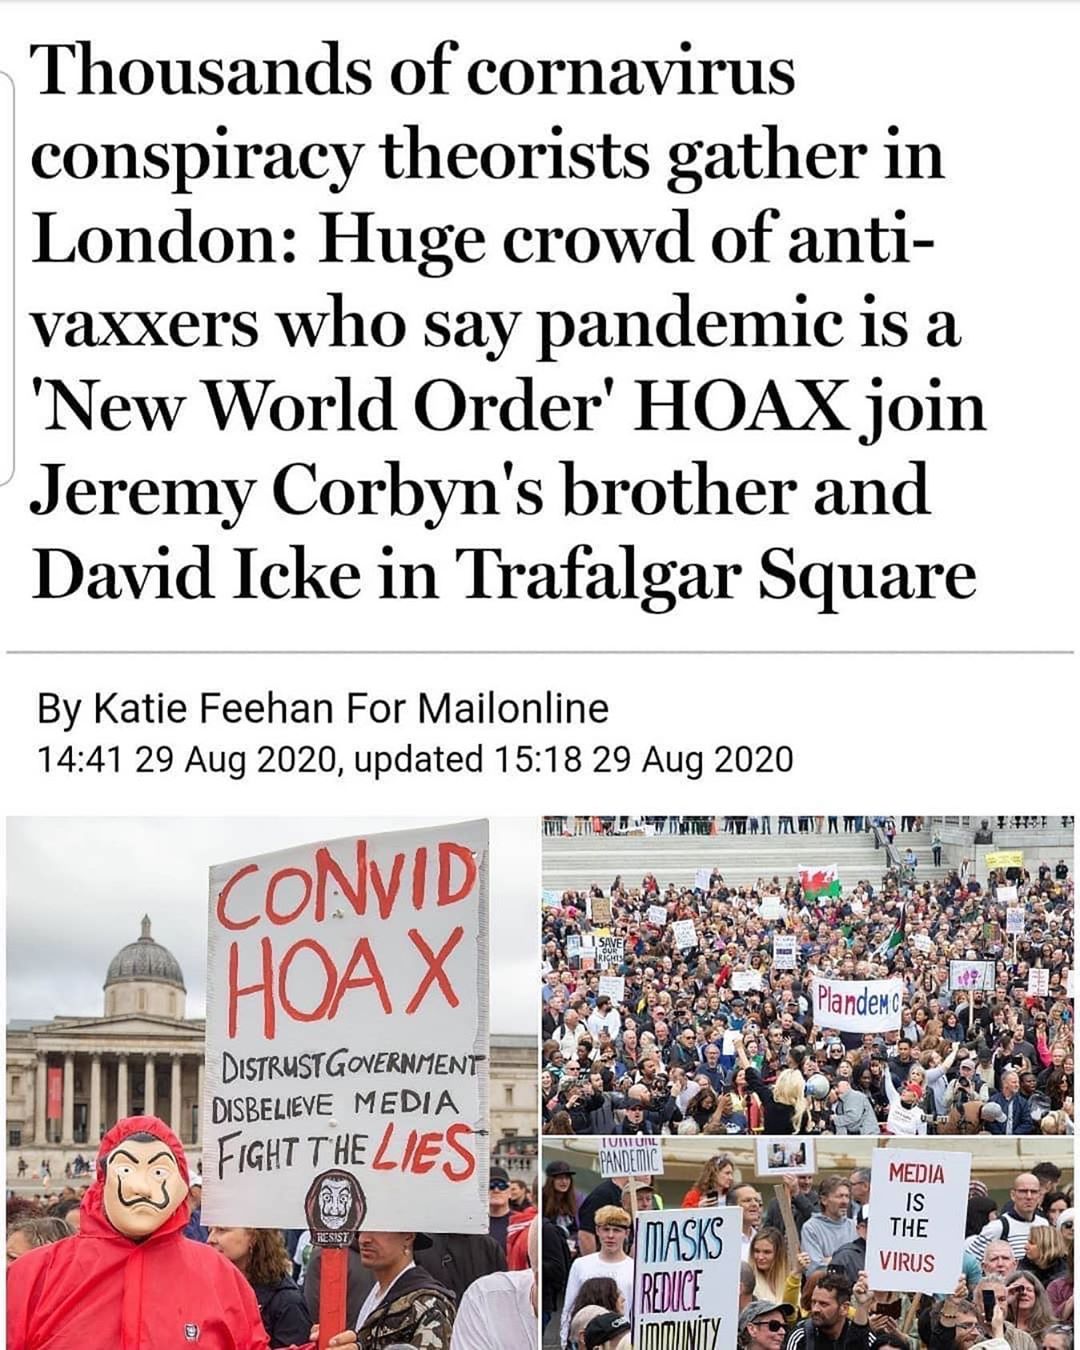 Thousands of cornavirus
conspiracy theorists gather in
London: Huge crowd of anti-
vaxxers who say pandemic is a
'New World Order' HOAX join
Jeremy Corbyn's brother and
David Icke in Trafalgar Square
By Katie Feehan For Mailonline
14:41 29 Aug 2020, updated 15:18 29 Aug 2020
CONVID
HOAX
DISTRUST GOVERNMENT
DISBELIEVE MEDIA
FIGHT THE LIES
RESIST
SAVE
OUR
RIGHTS
Plandemic
PANDEMIC
MASKS
REDUCE
IMMUNITY
MEDIA
IS
THE
VIRUS